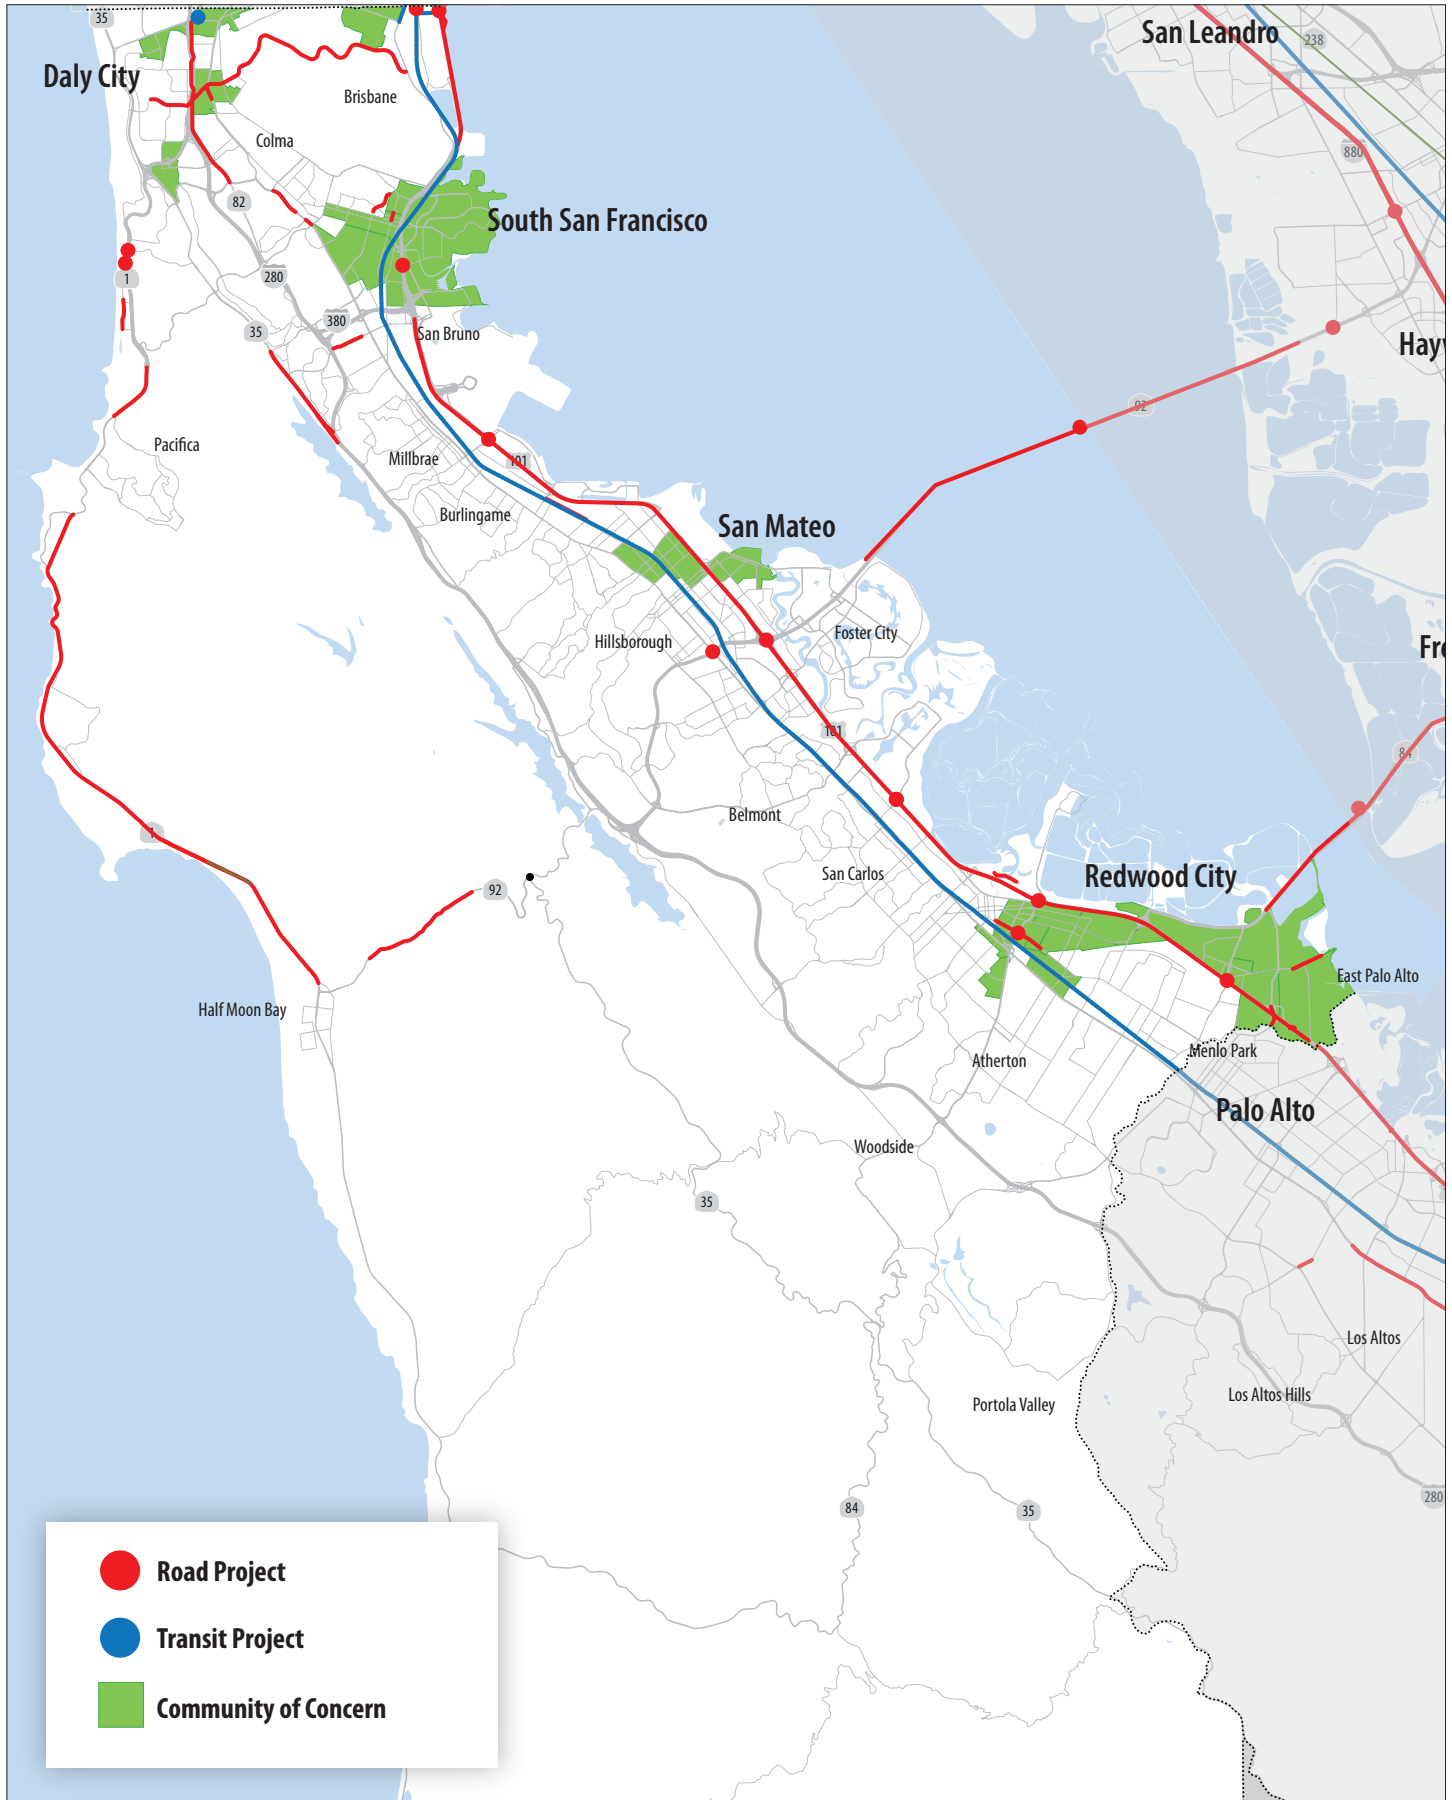 35
San Leandro
238
Daly City
Brisbane
Colma
880
82
South San Francisco
280
1
380
35
San Bruno
Hayw
92
Pacifica
Millbrae
101
Burlingame
San Mateo
Foster City
Hillsborough
Fre
101
84
Belmont
1
San Carlos
Redwood City
92
East Palo Alto
Half Moon Bay
Menlo Park
Atherton
Palo Alto
Woodside
35
Los Altos
Los Altos Hills
Portola Valley
280
84
35
Road Project
Transit Project
Community of Concern